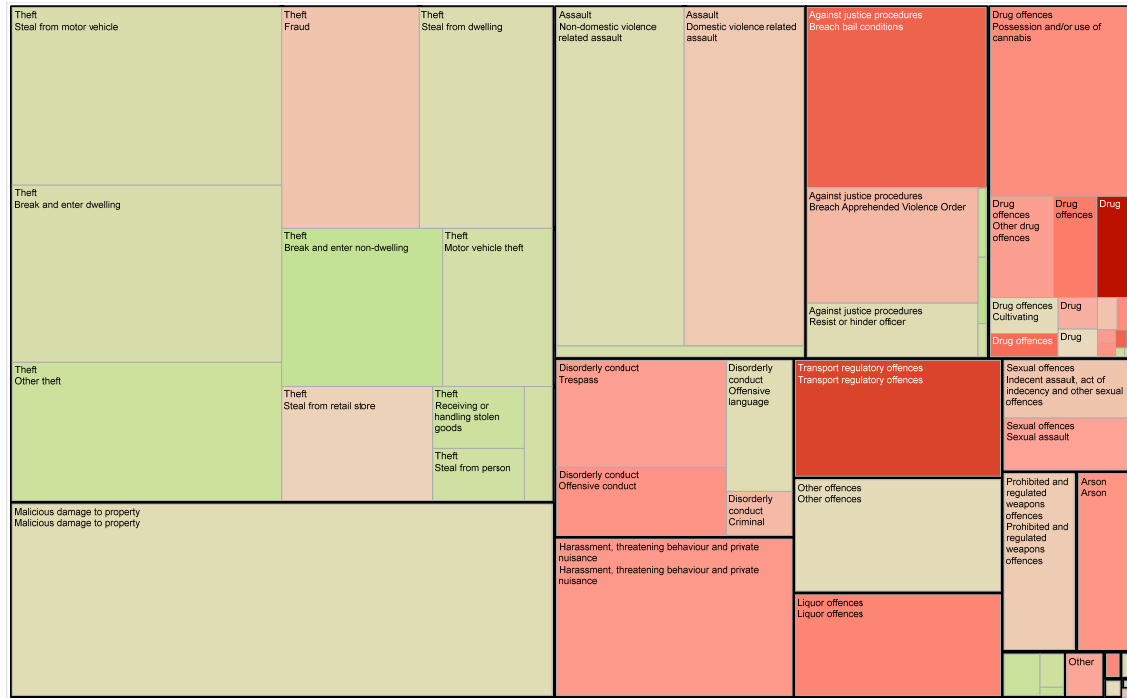 Theft
Steal from motor vehicle
Theft
Fraud
Theft
Steal from dwelling
Theft
Break and enter dwelling
Theft
Break and enter non-dwelling
Theft
Motor vehicle theft
Theft
Other theft
Theft
Steal from retail store
Theft
Receiving or
handling stolen
goods
Theft
Steal from person
Malicious damage to property
Malicious damage to property
Assault
Non-domestic violence
related assault
Assault
Domestic violence related
assault
Against justice procedures
Breach bail conditions
Against justice procedures
Breach Apprehended Violence Order
Against justice procedures
Resist or hinder officer
Drug offences
Possession and/or use of
cannabis
Drug
offences
Other drug
offences
Drug
offences
Drug
Drug offences
Cultivating
Drug
Drug offences
Drug
Disorderly conduct
Trespass
Disorderly
conduct
Offensive
language
Disorderly conduct
Offensive conduct
Disorderly
conduct
Criminal
Harassment, threatening behaviour and private
nuisance
Harassment, threatening behaviour and private
nuisance
Transport regulatory offences
Transport regulatory offences
Other offences
Other offences
Liquor offences
Liquor offences
Sexual offences
Indecent assault, act of
indecency and other sexual
offences
Sexual offences
Sexual assault
Prohibited and
regulated
weapons
offences
Prohibited and
regulated
weapons
offences
Arson
Arson
Other